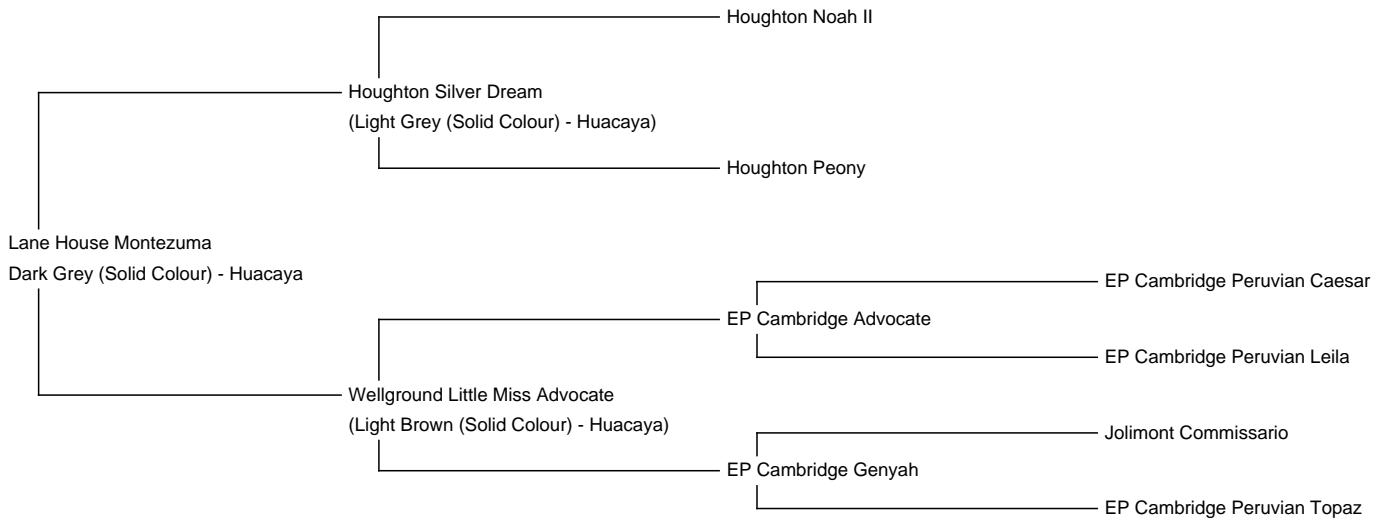 Houghton Noah II
Houghton Silver Dream
(Light Grey (Solid Colour) - Huacaya)
Houghton Peony
Lane House Montezuma
Dark Grey (Solid Colour) - Huacaya
EP Cambridge Peruvian Caesar
EP Cambridge Advocate
EP Cambridge Peruvian Leila
Wellground Little Miss Advocate
(Light Brown (Solid Colour) - Huacaya)
Jolimont Commissario
EP Cambridge Genyah
EP Cambridge Peruvian Topaz